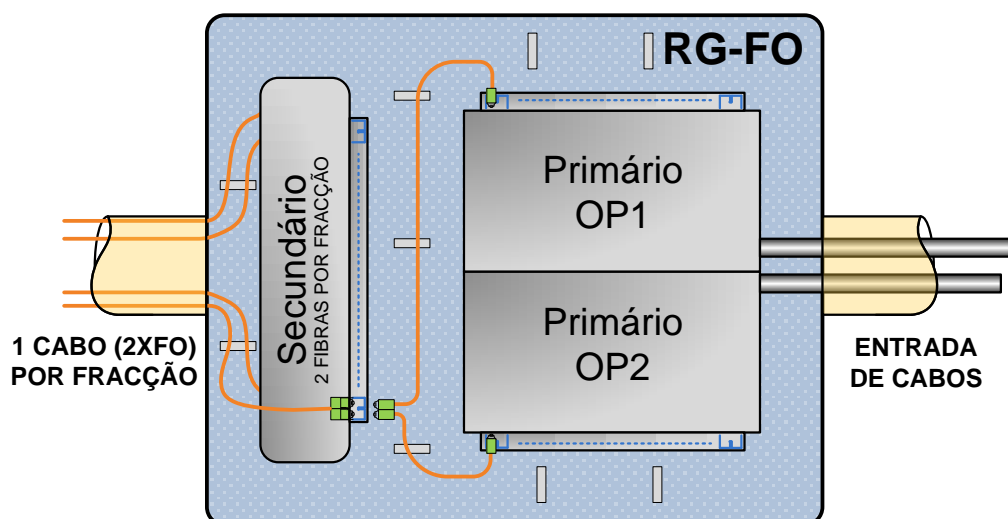 RG-FO
Secundário
2 FIBRAS POR FRACÇÃO
Primário
OP1
Primário
OP2
1 CABO (2XFO)
POR FRACÇÃO
ENTRADA
DE CABOS